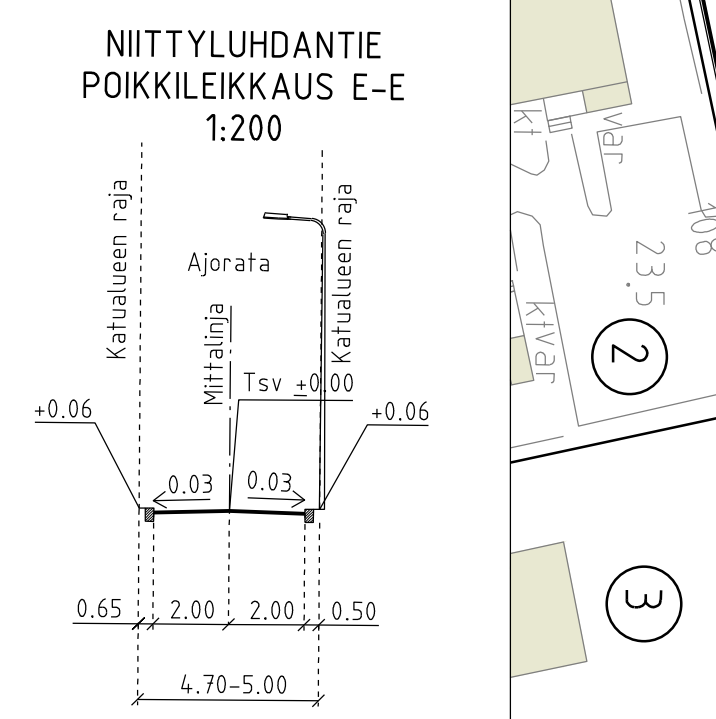 NIITTYLUHDANTIE
POIKKILEIKKAUS E-E
1:200
Katualueen raja
Ajorata
Katualueen raja
Mittalinja
Tsv ±0.00
+0.06
+0.06
0.03
0.03
0.65
2.00
2.00
0.50
4.70-5.00
kt
var
108
23.5
ktvar
2
3